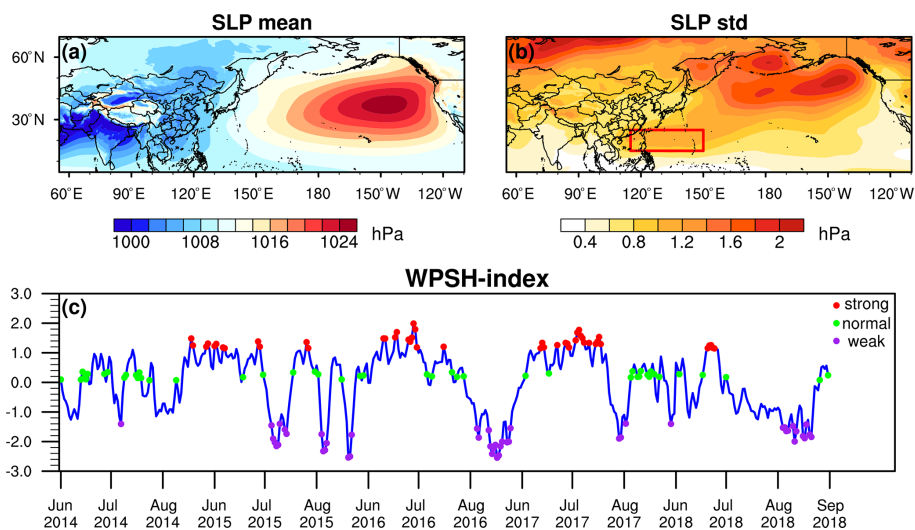 SLP mean
SLP std
(a)
(b)
60°N
30°N
60°E 90°E 120°E 150°E 180 150°W 120°W
60°E 90°E 120°E 150°E 180 150°W 120°W
1000 1008 1016 1024 hPa
0.4 0.8 1.2 1.6 2 hPa
WPSH-index
(c)
strong
normal
weak
3.0
2.0
1.0
0.0
-1.0
-2.0
-3.0
Jun Jul Aug Jun Jul Aug Jun Jul Aug Jun Jul Aug Jun Jul Aug Sep
2014 2014 2014 2015 2015 2015 2016 2016 2016 2017 2017 2017 2018 2018 2018 2018